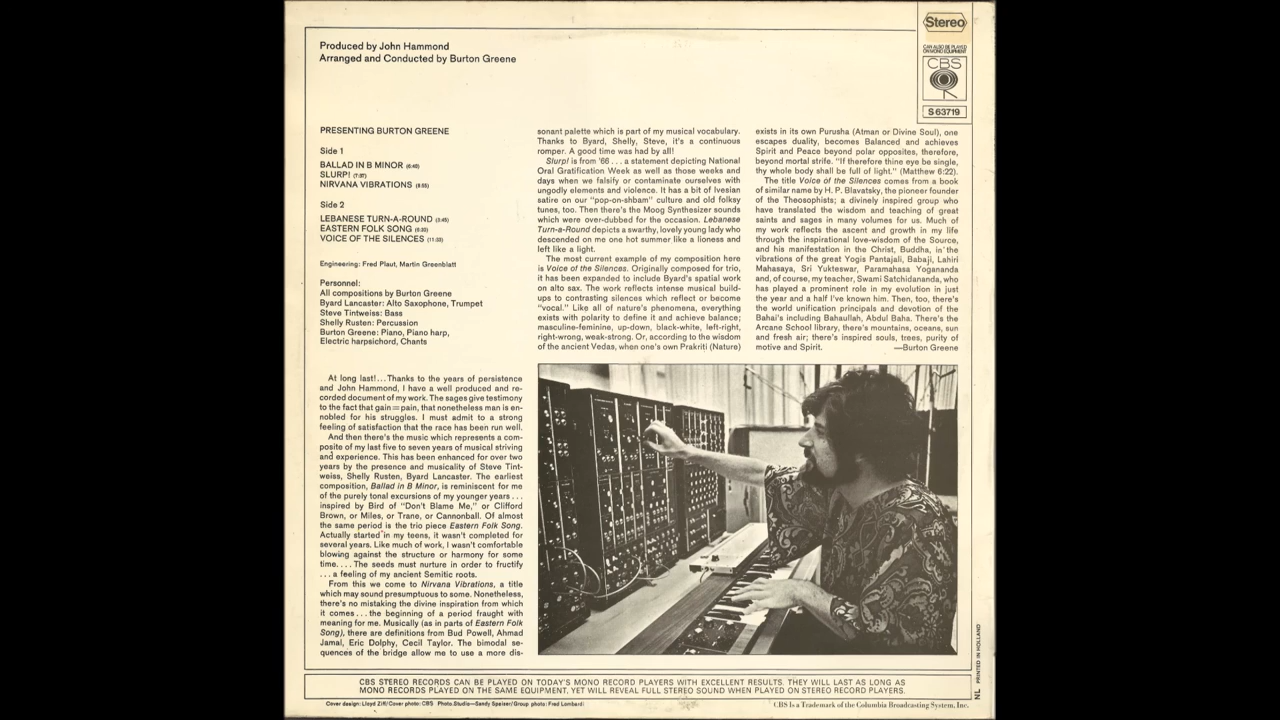 Stereo
CAN ALSO BE PLAYED
ON MONO EQUIPMENT
CBS
S 63719
Produced by John Hammond
Arranged and Conducted by Burton Greene
PRESENTING BURTON GREENE
Side 1
BALLAD IN B MINOR (6:40)
SLURP! (7:07)
NIRVANA VIBRATIONS
Side 2
LEBANESE TURN-A-ROUND (3:45)
EASTERN FOLK SONG
VOICE OF THE SILENCES
Engineering: Fred Plaut, Martin Greenblatt
Personnel:
All compositions by Burton Greene
Byard Lancaster: Alto Saxophone, Trumpet
Steve Tintweiss: Bass
Shelly Rusten: Percussion
Burton Greene: Piano, Piano harp,
Electric harpsichord, Chants
At long last!...Thanks to the years of persistence
and John Hammond, I have a well produced and re-
corded document of my work. The sages give testimony
to the fact that gain=pain, that nonetheless man is en-
nobled for his struggles. I must admit to a strong
feeling of satisfaction that the race has been run well.
And then there's the music which represents a com-
posite of my last five to seven years of musical striving
and experience. This has been enhanced for over two
years by the presence and musicality of Steve Tint-
weiss, Shelly Rusten, Byard Lancaster. The earliest
composition, Ballad in B Minor, is reminiscent for me
of the purely tonal excursions of my younger years...
inspired by Bird of "Don't Blame Me," or Clifford
Brown, or Miles, or Trane, or Cannonball. Of almost
the same period is the trio piece Eastern Folk Song.
Actually started in my teens, it wasn't completed for
several years. Like much of work, I wasn't comfortable
blowing against the structure or harmony for some
time.... The seeds must nurture in order to fructify
...a feeling of my ancient Semitic roots.
From this we come to Nirvana Vibrations, a title
which may sound presumptuous to some. Nonetheless,
there's no mistaking the divine inspiration from which
it comes...the beginning of a period fraught with
meaning for me. Musically (as in parts of Eastern Folk
Song), there are definitions from Bud Powell, Ahmad
Jamal, Eric Dolphy, Cecil Taylor. The bimodal se-
quences of the bridge allow me to use a more dis-
sonant palette which is part of my musical vocabulary.
Thanks to Byard, Shelly, Steve, it's a continuous
romper. A good time was had by all!
Slurp! is from '66...a statement depicting National
Oral Gratification Week as well as those weeks and
days when we falsify or contaminate ourselves with
ungodly elements and violence. It has a bit of Ivesian
satire on our "pop-on-shbam" culture and old folksy
tunes, too. Then there's the Moog Synthesizer sounds
which were over-dubbed for the occasion. Lebanese
Turn-a-Round depicts a swarthy, lovely young lady who
descended on me one hot summer like a lioness and
left like a light.
The most current example of my composition here
is Voice of the Silences. Originally composed for trio,
it has been expanded to include Byard's spatial work
on alto sax. The work reflects intense musical build-
ups to contrasting silences which reflect or become
"vocal." Like all of nature's phenomena, everything
exists with polarity to define it and achieve balance;
masculine-feminine, up-down, black-white, left-right,
right-wrong, weak-strong. Or, according to the wisdom
of the ancient Vedas, when one's own Prakriti (Nature)
exists in its own Purusha (Atman or Divine Soul), one
escapes duality, becomes Balanced and achieves
Spirit and Peace beyond polar opposites, therefore,
beyond mortal strife. "If therefore thine eye be single,
thy whole body shall be full of light." (Matthew 6:22).
The title Voice of the Silences comes from a book
of similar name by H. P. Blavatsky, the pioneer founder
of the Theosophists; a divinely inspired group who
have translated the wisdom and teaching of great
saints and sages in many volumes for us. Much of
my work reflects the ascent and growth in my life
through the inspirational love-wisdom of the Source,
and his manifestation in the Christ, Buddha, in the
vibrations of the great Yogis Pantajali, Babaji, Lahiri
Mahasaya, Sri Yukteswar, Paramahasa Yogananda
and, of course, my teacher, Swami Satchidananda, who
has played a prominent role in my evolution in just
the year and a half I've known him. Then, too, there's
the world unification principals and devotion of the
Bahai's including Bahaullah, Abdul Baha. There's the
Arcane School library, there's mountains, oceans, sun
and fresh air; there's inspired souls, trees, purity of
motive and Spirit. —Burton Greene
CBS STEREO RECORDS CAN BE PLAYED ON TODAY'S MONO RECORD PLAYERS WITH EXCELLENT RESULTS. THEY WILL LAST AS LONG AS
MONO RECORDS PLAYED ON THE SAME EQUIPMENT, YET WILL REVEAL FULL STEREO SOUND WHEN PLAYED ON STEREO RECORD PLAYERS.
Cover design: Lloyd Ziff/Cover photo: CBS Photo Studio—Sandy Speiser/Group photo: Fred Lombardi
CBS Is a Trademark of the Columbia Broadcasting System, Inc.
NL PRINTED IN HOLLAND